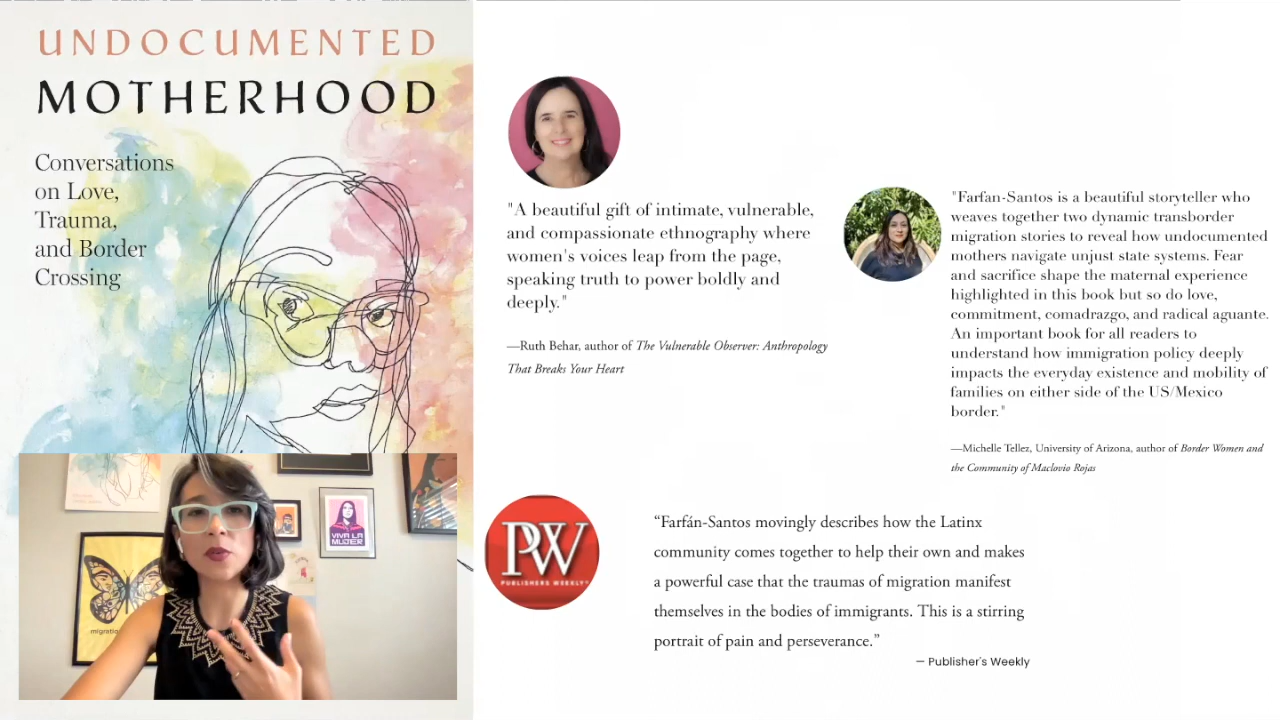 UNDOCUMENTED
MOTHERHOOD
Conversations
on Love,
Trauma,
and Border
Crossing
"A beautiful gift of intimate, vulnerable,
and compassionate ethnography where
women's voices leap from the page,
speaking truth to power boldly and
deeply."
—Ruth Behar, author of The Vulnerable Observer: Anthropology
That Breaks Your Heart
"Farfan-Santos is a beautiful storyteller who
weaves together two dynamic transborder
migration stories to reveal how undocumented
mothers navigate unjust state systems. Fear
and sacrifice shape the maternal experience
highlighted in this book but so do love,
commitment, comadrazgo, and radical aguante.
An important book for all readers to
understand how immigration policy deeply
impacts the everyday existence and mobility of
families on either side of the US/Mexico
border."
—Michelle Tellez, University of Arizona, author of Border Women and
the Community of Maclovio Rojas
PW
PUBLISHERS WEEKLY
“Farfán-Santos movingly describes how the Latinx
community comes together to help their own and makes
a powerful case that the traumas of migration manifest
themselves in the bodies of immigrants. This is a stirring
portrait of pain and perseverance.”
— Publisher's Weekly
VIVA LA
MUJER
migratio